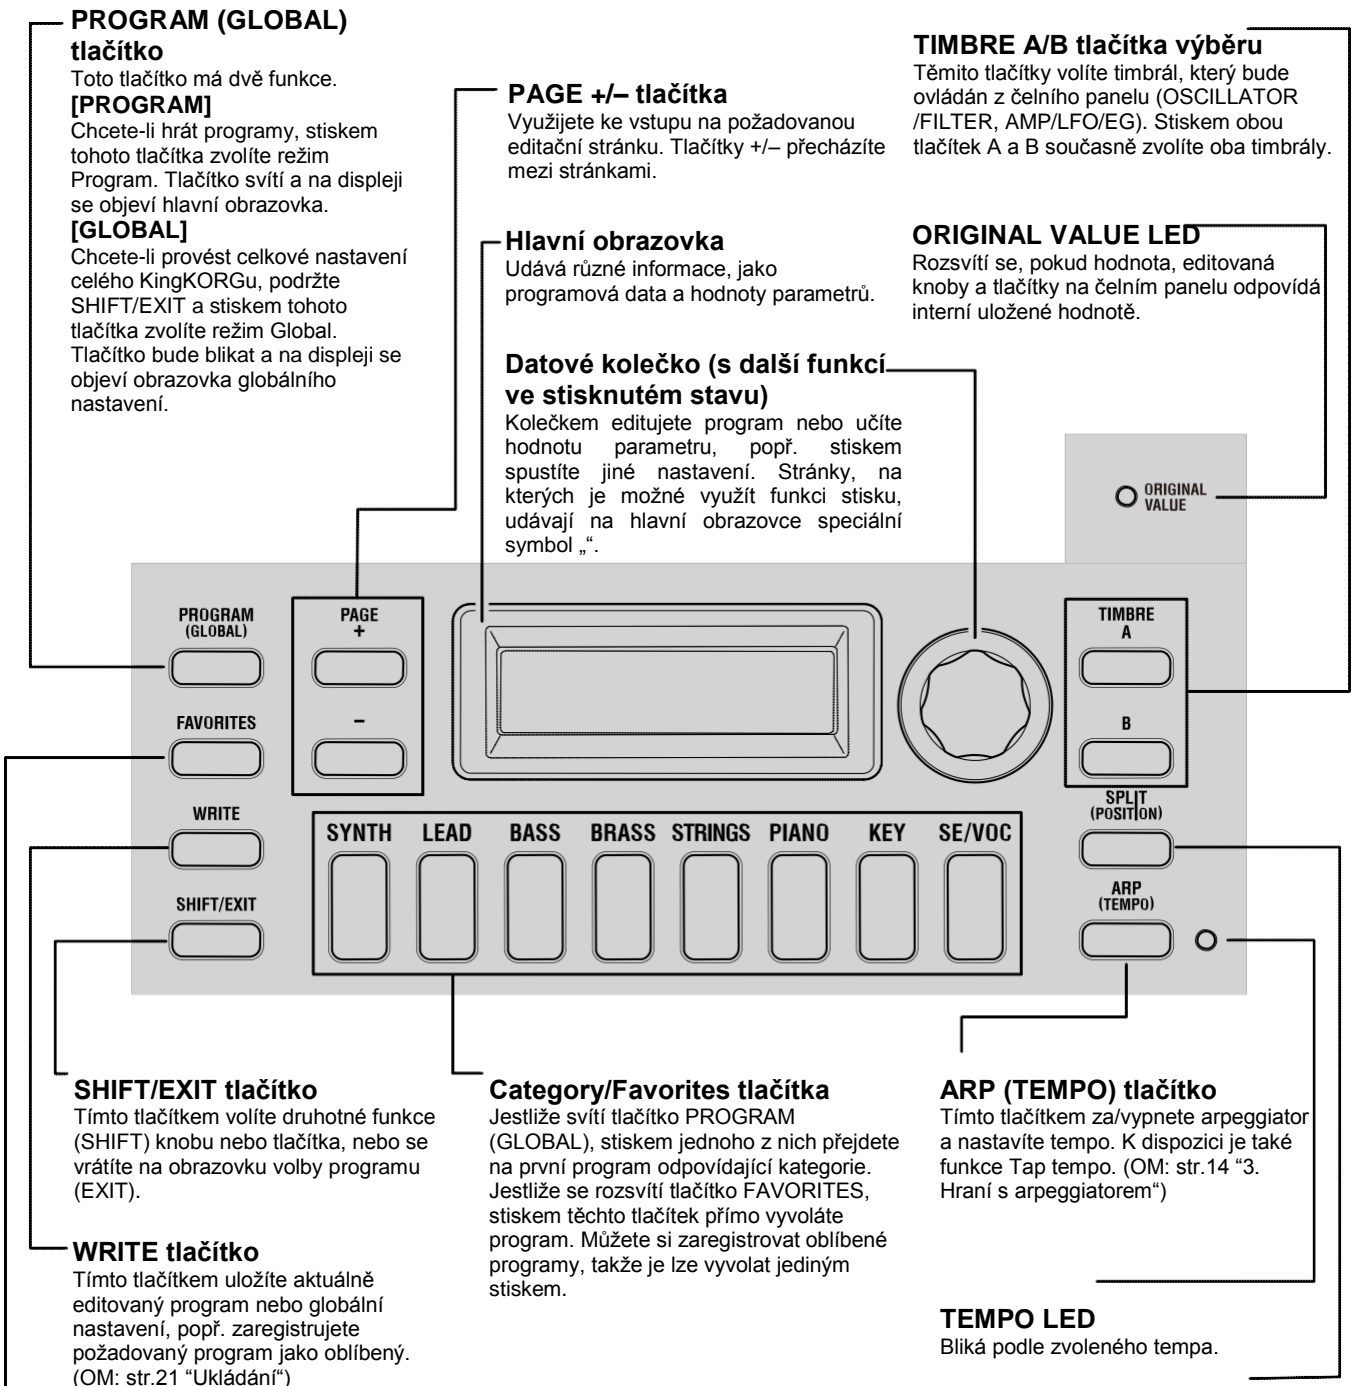 PROGRAM (GLOBAL)
tlačítko
Toto tlačítko má dvě funkce.
[PROGRAM]
Chcete-li hrát programy, stiskem
tohoto tlačítka zvolíte režim
Program. Tlačítko svítí a na displeji
se objeví hlavní obrazovka.
[GLOBAL]
Chcete-li provést celkové nastavení
celého KingKORGu, podržte
SHIFT/EXIT a stiskem tohoto
tlačítka zvolíte režim Global.
Tlačítko bude blikat a na displeji se
objeví obrazovka globálního
nastavení.
PAGE +/– tlačítka
Využijete ke vstupu na požadovanou
editační stránku. Tlačítky +/– přecházíte
mezi stránkami.
Hlavní obrazovka
Udává různé informace, jako
programová data a hodnoty parametrů.
Datové kolečko (s další funkcí
ve stisknutém stavu)
Kolečkem editujete program nebo učíte
hodnotu parametru, popř. stiskem
spustíte jiné nastavení. Stránky, na
kterých je možné využít funkci stisku,
udávají na hlavní obrazovce speciální
symbol „“.
TIMBRE A/B tlačítka výběru
Těmito tlačítky volíte timbrál, který bude
ovládán z čelního panelu (OSCILLATOR
/FILTER, AMP/LFO/EG). Stiskem obou
tlačítek A a B současně zvolíte oba timbrály.
ORIGINAL VALUE LED
Rozsvítí se, pokud hodnota, editovaná
knoby a tlačítky na čelním panelu odpovídá
interní uložené hodnotě.
ORIGINAL
VALUE
PROGRAM
(GLOBAL)
PAGE
+
TIMBRE
A
FAVORITES
–
B
WRITE
SPLIT
(POSITION)
SYNTH LEAD BASS BRASS STRINGS PIANO KEY SE/VOC
SHIFT/EXIT
ARP
(TEMPO)
SHIFT/EXIT tlačítko
Tímto tlačítkem volíte druhotné funkce
(SHIFT) knobu nebo tlačítka, nebo se
vrátíte na obrazovku volby programu
(EXIT).
WRITE tlačítko
Tímto tlačítkem uložíte aktuálně
editovaný program nebo globální
nastavení, popř. zaregistrujete
požadovaný program jako oblíbený.
(OM: str.21 “Ukládání“)
Category/Favorites tlačítka
Jestliže svítí tlačítko PROGRAM
(GLOBAL), stiskem jednoho z nich přejdete
na první program odpovídající kategorie.
Jestliže se rozsvítí tlačítko FAVORITES,
stiskem těchto tlačítek přímo vyvoláte
program. Můžete si zaregistrovat oblíbené
programy, takže je lze vyvolat jediným
stiskem.
ARP (TEMPO) tlačítko
Tímto tlačítkem za/vypnete arpeggiator
a nastavíte tempo. K dispozici je také
funkce Tap tempo. (OM: str.14 “3.
Hraní s arpeggiatorem“)
TEMPO LED
Bliká podle zvoleného tempa.